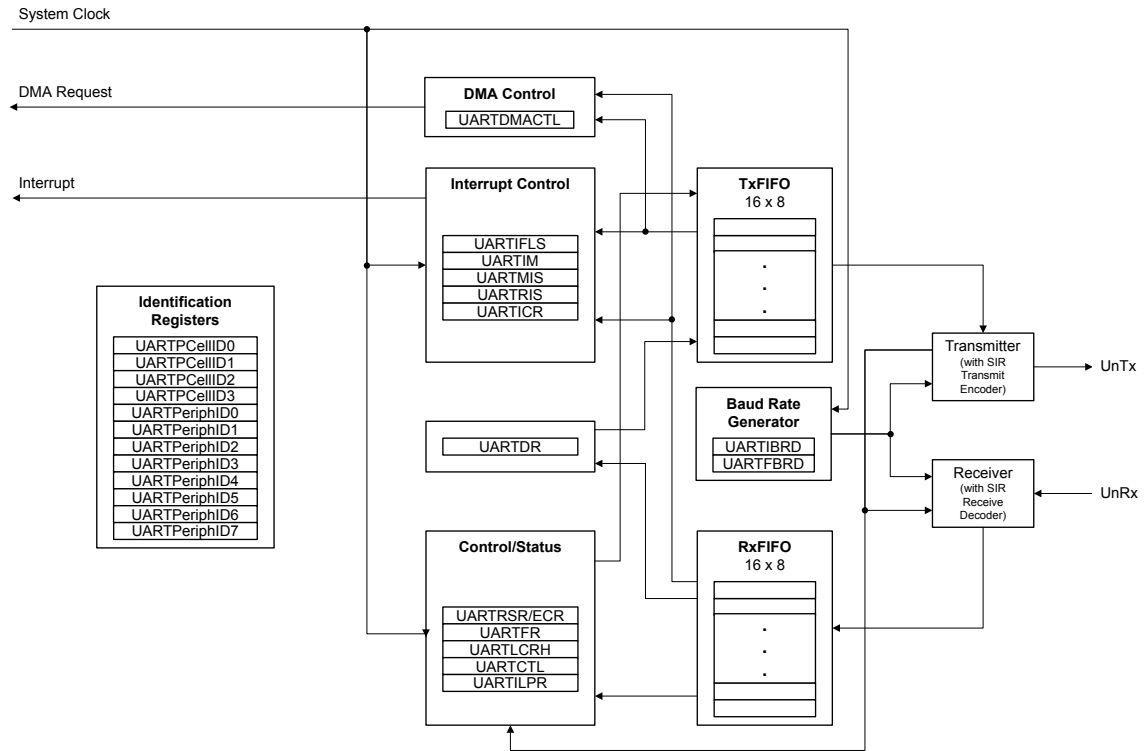 System Clock
DMA Request
DMA Control
UARTDMACTL
Interrupt
Interrupt Control
UARTIFLS
UARTIM
UARTMIS
UARTRIS
UARTICR
TxFIFO
16 x 8
.
.
.
Identification
Registers
UARTPCellID0
UARTPCellID1
UARTPCellID2
UARTPCellID3
UARTPeriphID0
UARTPeriphID1
UARTPeriphID2
UARTPeriphID3
UARTPeriphID4
UARTPeriphID5
UARTPeriphID6
UARTPeriphID7
Transmitter
(with SIR
Transmit
Encoder)
UnTx
Baud Rate
Generator
UARTIBRD
UARTFBRD
UARTDR
Receiver
(with SIR
Receive
Decoder)
UnRx
Control/Status
UARTRSR/ECR
UARTFR
UARTLCRH
UARTCTL
UARTILPR
RxFIFO
16 x 8
.
.
.